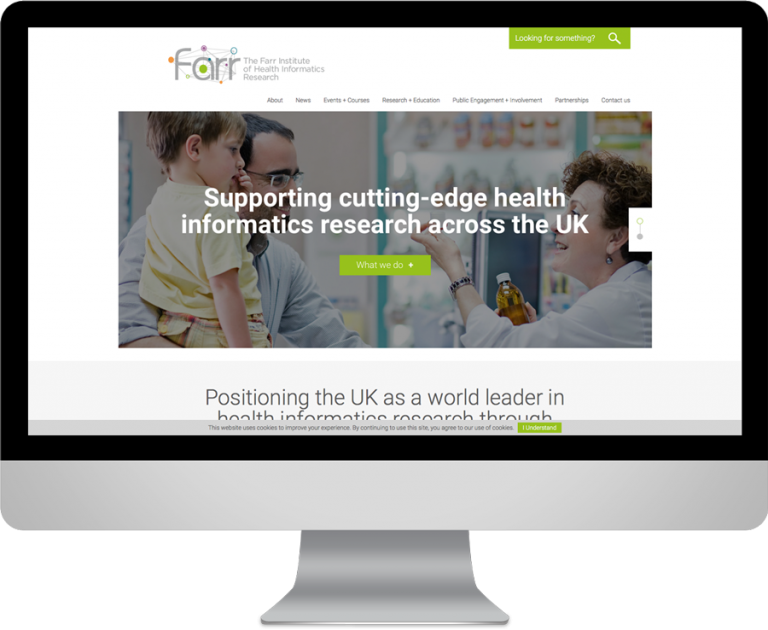 Looking for something?
Farr
The Farr Institute
of Health Informatics
Research
About News Events + Courses Research + Education Public Engagement + Involvement Partnerships Contact us
Supporting cutting-edge health
informatics research across the UK
What we do +
Positioning the UK as a world leader in
health informatics research through
This website uses cookies to improve your experience. By continuing to use this site, you agree to our use of cookies. I Understand